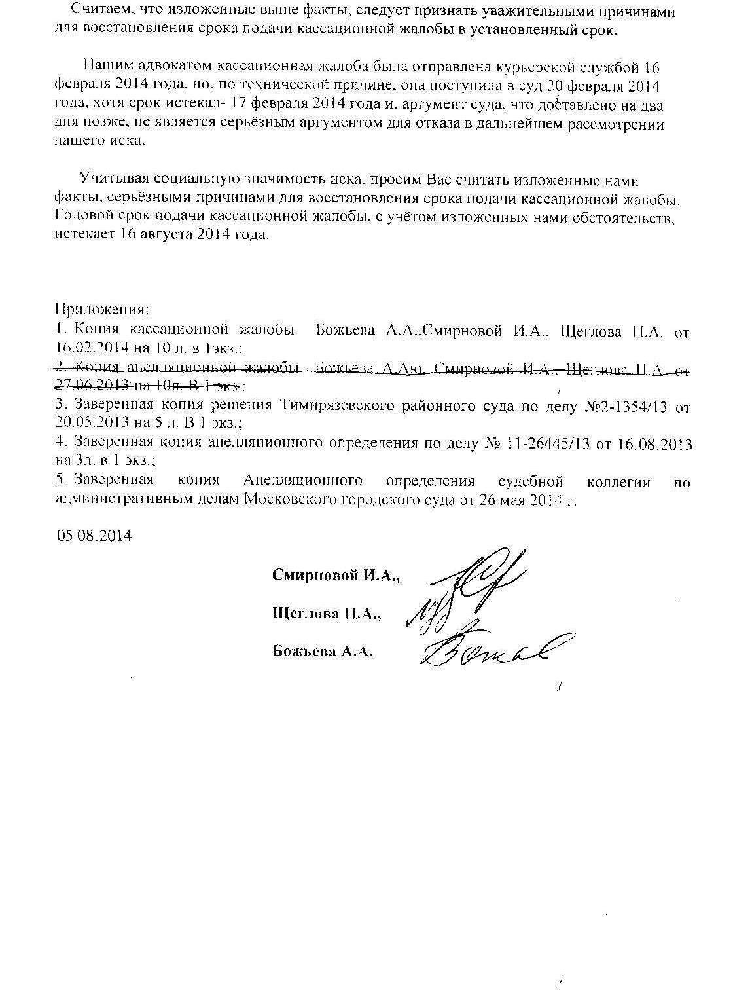 Считаем, что изложенные выше факты, следует признать уважительными причинами
для восстановления срока подачи кассационной жалобы в установленный срок.
Нашим адвокатом кассационная жалоба была отправлена курьерской службой 16
февраля 2014 года, но, по технической причине, она поступила в суд 20 февраля 2014
года, хотя срок истекал- 17 февраля 2014 года и, аргумент суда, что доставлено на два
дня позже, не является серьёзным аргументом для отказа в дальнейшем рассмотрении
нашего иска.
Учитывая социальную значимость иска, просим Вас считать изложенные нами
факты, серьёзными причинами для восстановления срока подачи кассационной жалобы.
Годовой срок подачи кассационной жалобы, с учётом изложенных нами обстоятельств,
истекает 16 августа 2014 года.
Приложения:
1. Копия кассационной жалобы Божьева А.А.,Смирновой И.А., Щеглова П.А. от
16.02.2014 на 10 л. в 1экз.;
2. Копия апелляционной жалобы Божьева А.Аю, Смирновой И.А., Щеглова П.А. от
27.06.2013 на 10л. В 1 экз.;
3. Заверенная копия решения Тимирязевского районного суда по делу №2-1354/13 от
20.05.2013 на 5 л. В 1 экз.;
4. Заверенная копия апелляционного определения по делу № 11-26445/13 от 16.08.2013
на 3л. в 1 экз.;
5. Заверенная копия Апелляционного определения судебной коллегии по
административным делам Московского городского суда от 26 мая 2014 г.
05 08.2014
Смирновой И.А.,
Щеглова П.А.,
Божьева А.А.